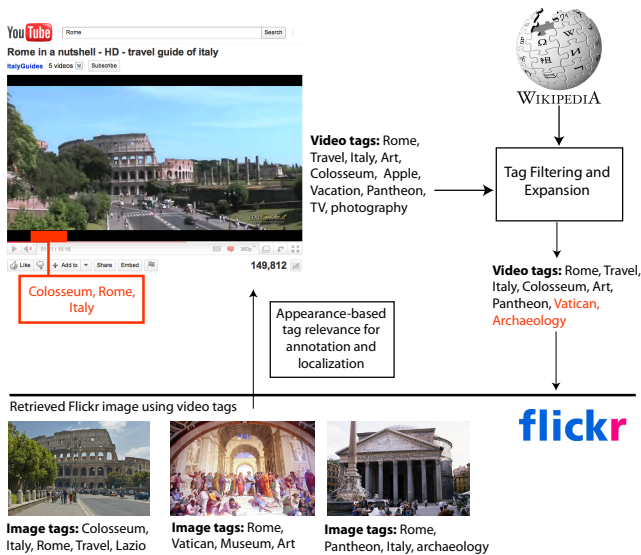 You Tube
Rome
Search
Rome in a nutshell - HD - travel guide of italy
ItalyGuides 5 videos Subscribe
360p
Like + Add to Share Embed
149,812
Colosseum, Rome,
Italy
Video tags: Rome,
Travel, Italy, Art,
Colosseum, Apple,
Vacation, Pantheon,
TV, photography
WIKIPEDIA
Tag Filtering and
Expansion
Video tags: Rome, Travel,
Italy, Colosseum, Art,
Pantheon, Vatican,
Archaeology
Appearance-based
tag relevance for
annotation and
localization
Retrieved Flickr image using video tags
flickr
Image tags: Colosseum,
Italy, Rome, Travel, Lazio
Image tags: Rome,
Vatican, Museum, Art
Image tags: Rome,
Pantheon, Italy, archaeology